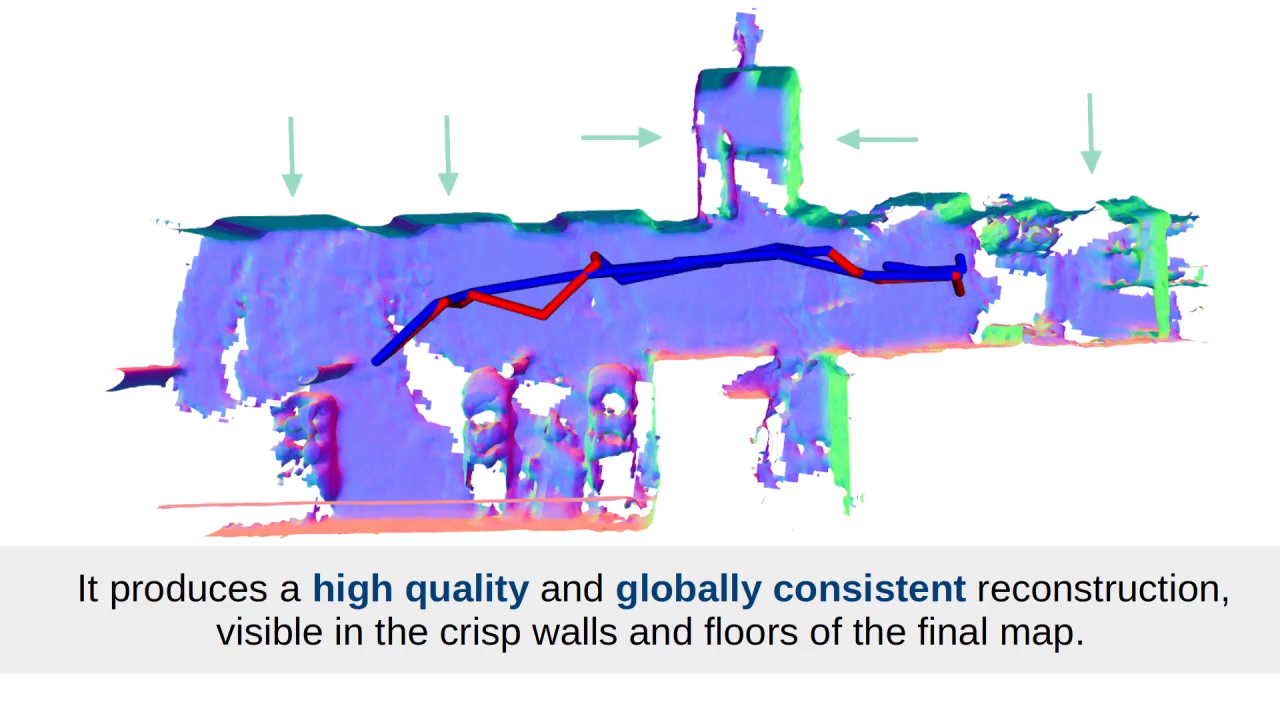 It produces a high quality and globally consistent reconstruction,
visible in the crisp walls and floors of the final map.